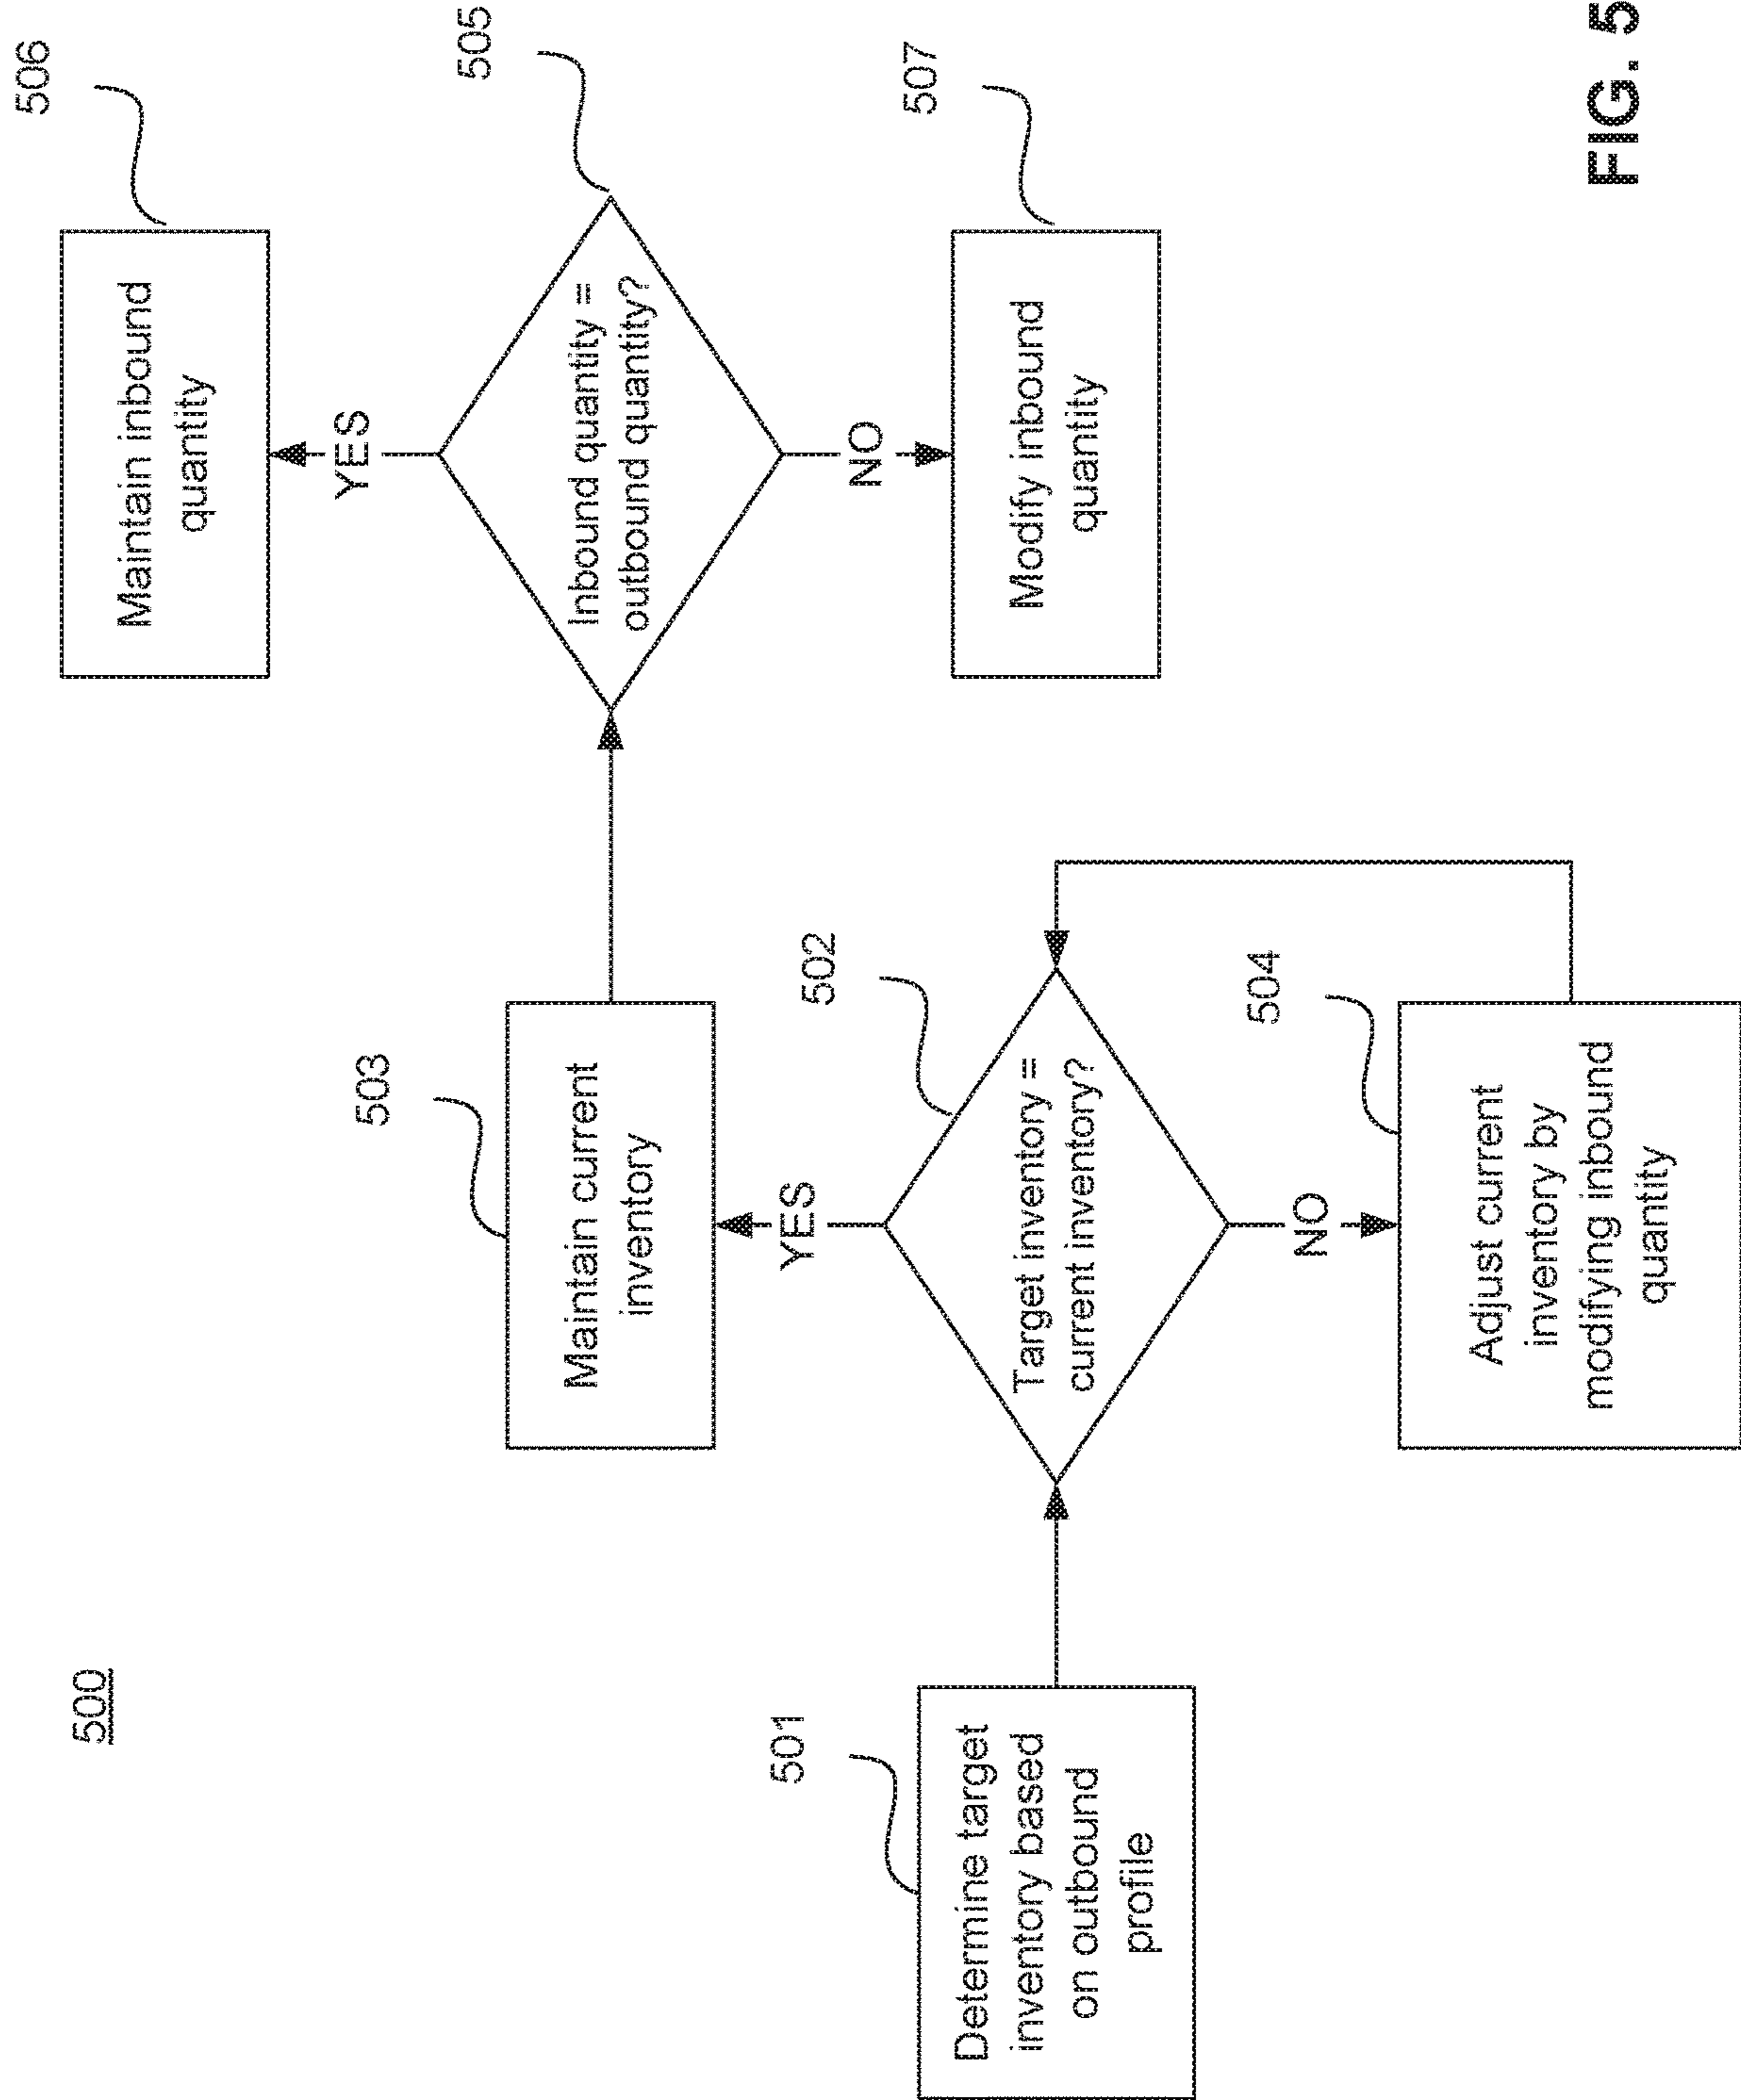 500
501
Determine target
inventory based
on outbound
profile
502
Target inventory =
current inventory?
YES
NO
503
Maintain current
inventory
504
Adjust current
inventory by
modifying inbound
quantity
505
Inbound quantity =
outbound quantity?
YES
NO
506
Maintain inbound
quantity
507
Modify inbound
quantity
FIG. 5